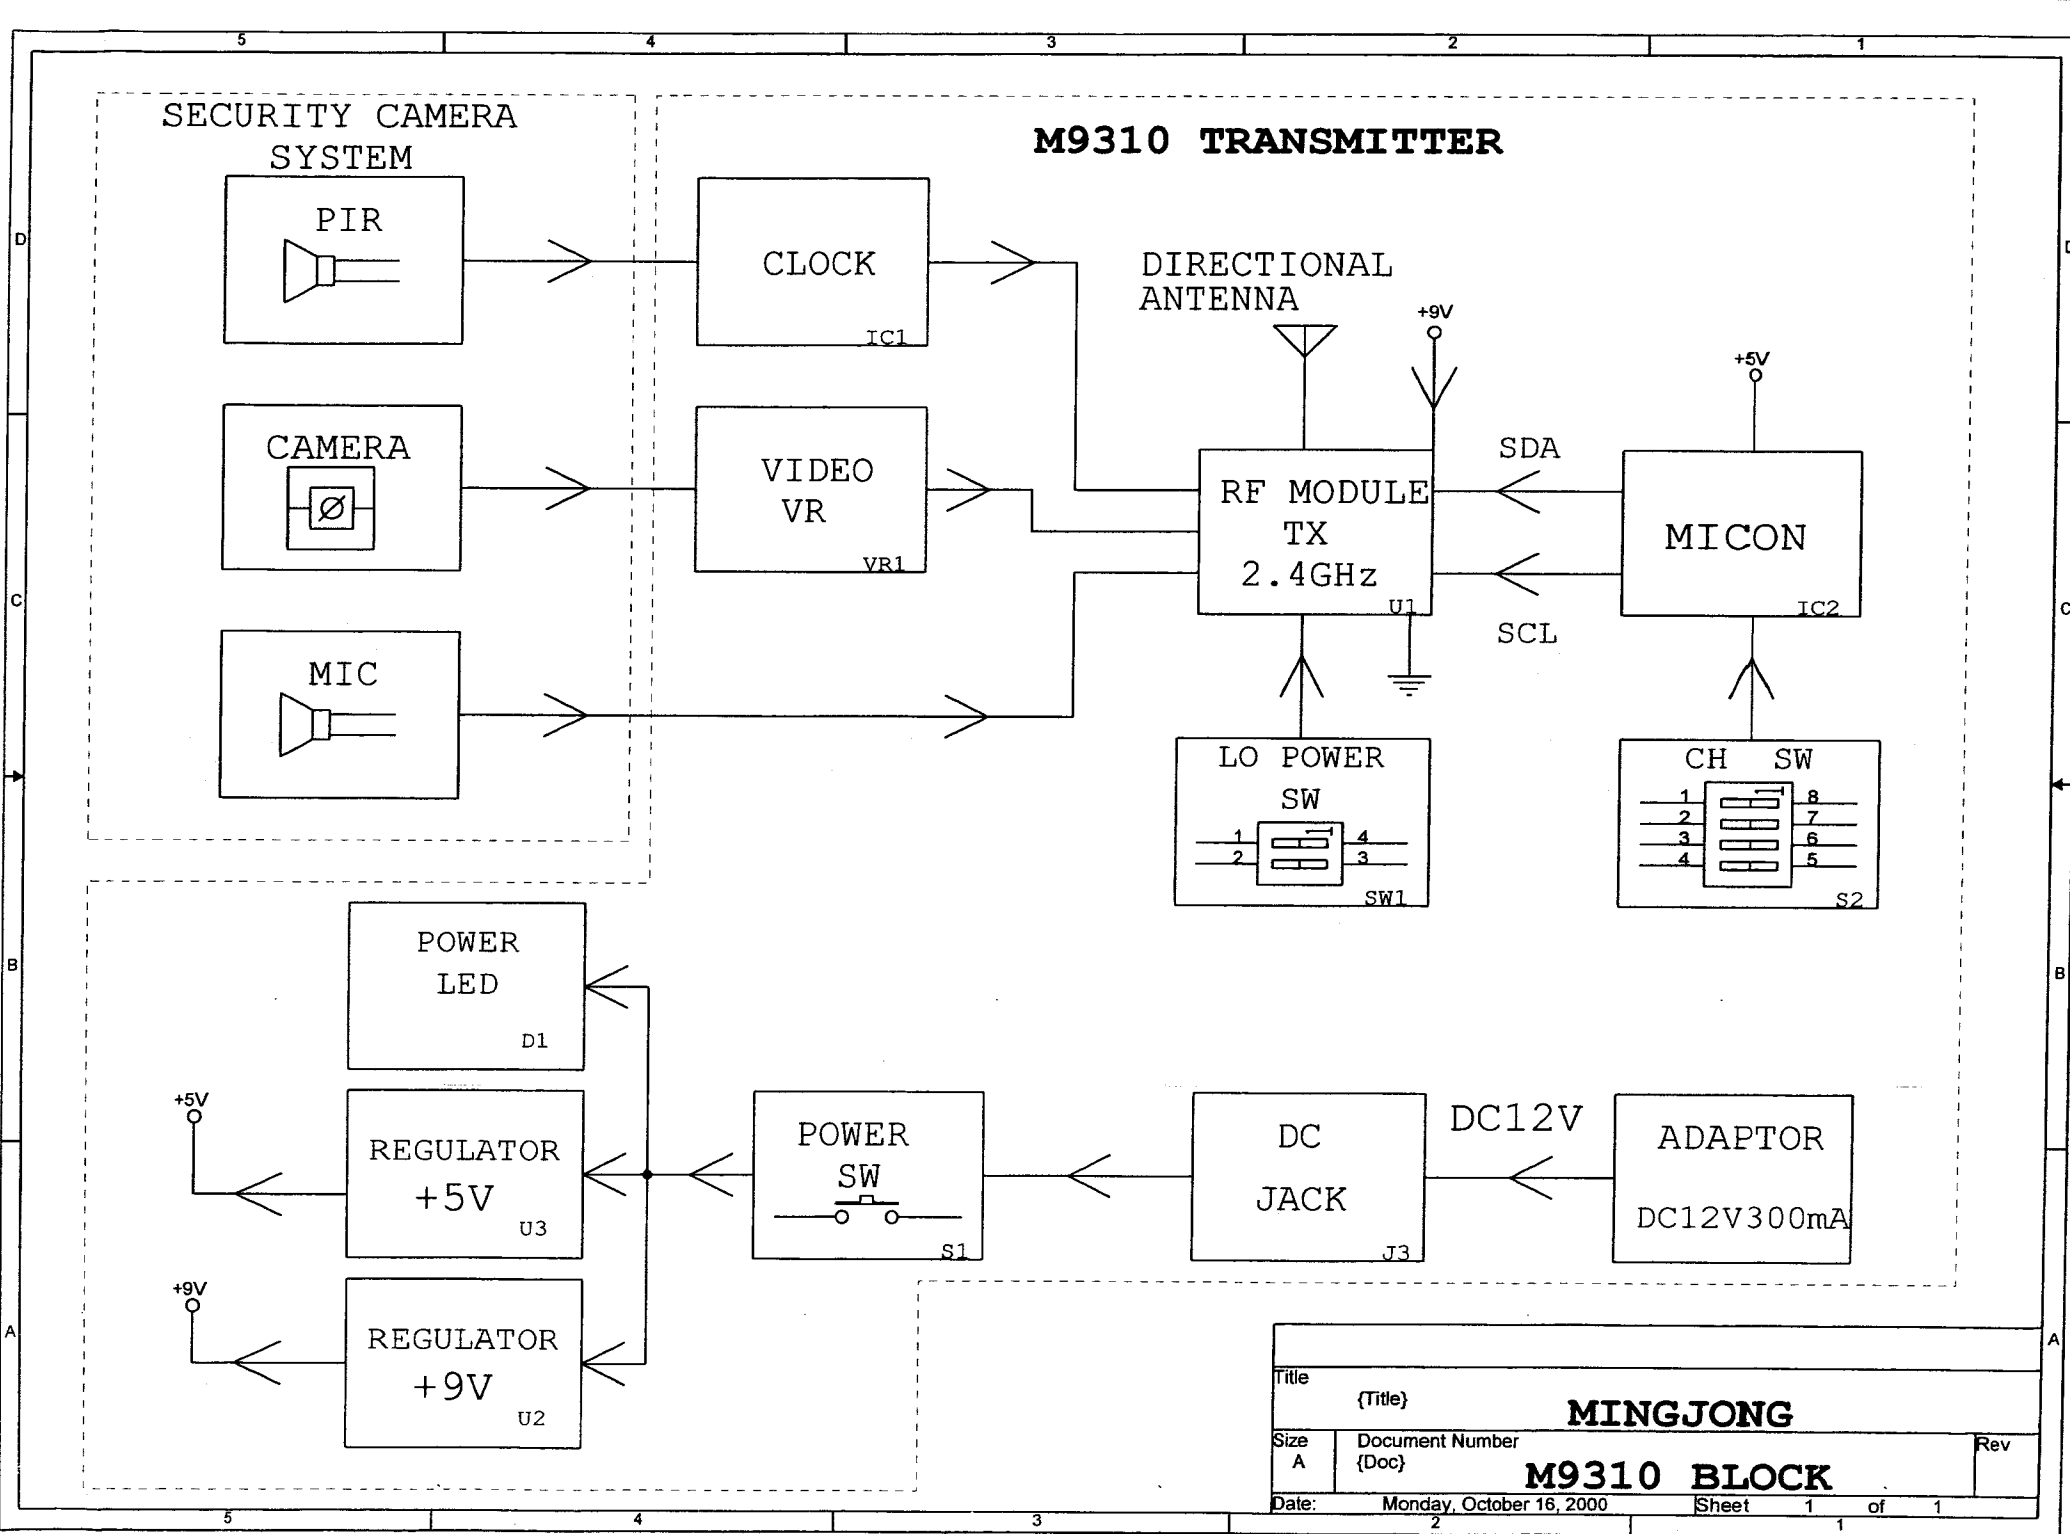 5 4 3 2 1
SECURITY CAMERA
SYSTEM
M9310 TRANSMITTER
PIR
CLOCK
IC1
DIRECTIONAL
ANTENNA
+9V
+5V
D
CAMERA
VIDEO
VR
VR1
RF MODULE
TX
2.4GHz
U1
SDA
SCL
MICON
IC2
C
C
MIC
LO POWER
SW
1 4
2 3
SW1
CH SW
1 8
2 7
3 6
4 5
S2
B
B
POWER
LED
D1
+5V
REGULATOR
+5V
U3
POWER
SW
S1
DC
JACK
J3
DC12V
ADAPTOR
DC12V300mA
+9V
REGULATOR
+9V
U2
A
A
Title
{Title}
MINGJONG
Size
A
Document Number
{Doc}
M9310 BLOCK
Rev
Date: Monday, October 16, 2000 Sheet 1 of 1
5 4 3 2 1